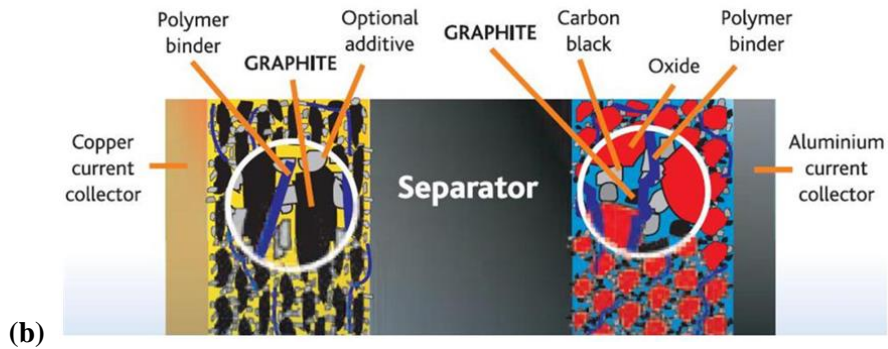 Polymer
binder
GRAPHITE
Optional
additive
GRAPHITE
Carbon
black
Oxide
Polymer
binder
Copper
current
collector
Separator
Aluminium
current
collector
(b)